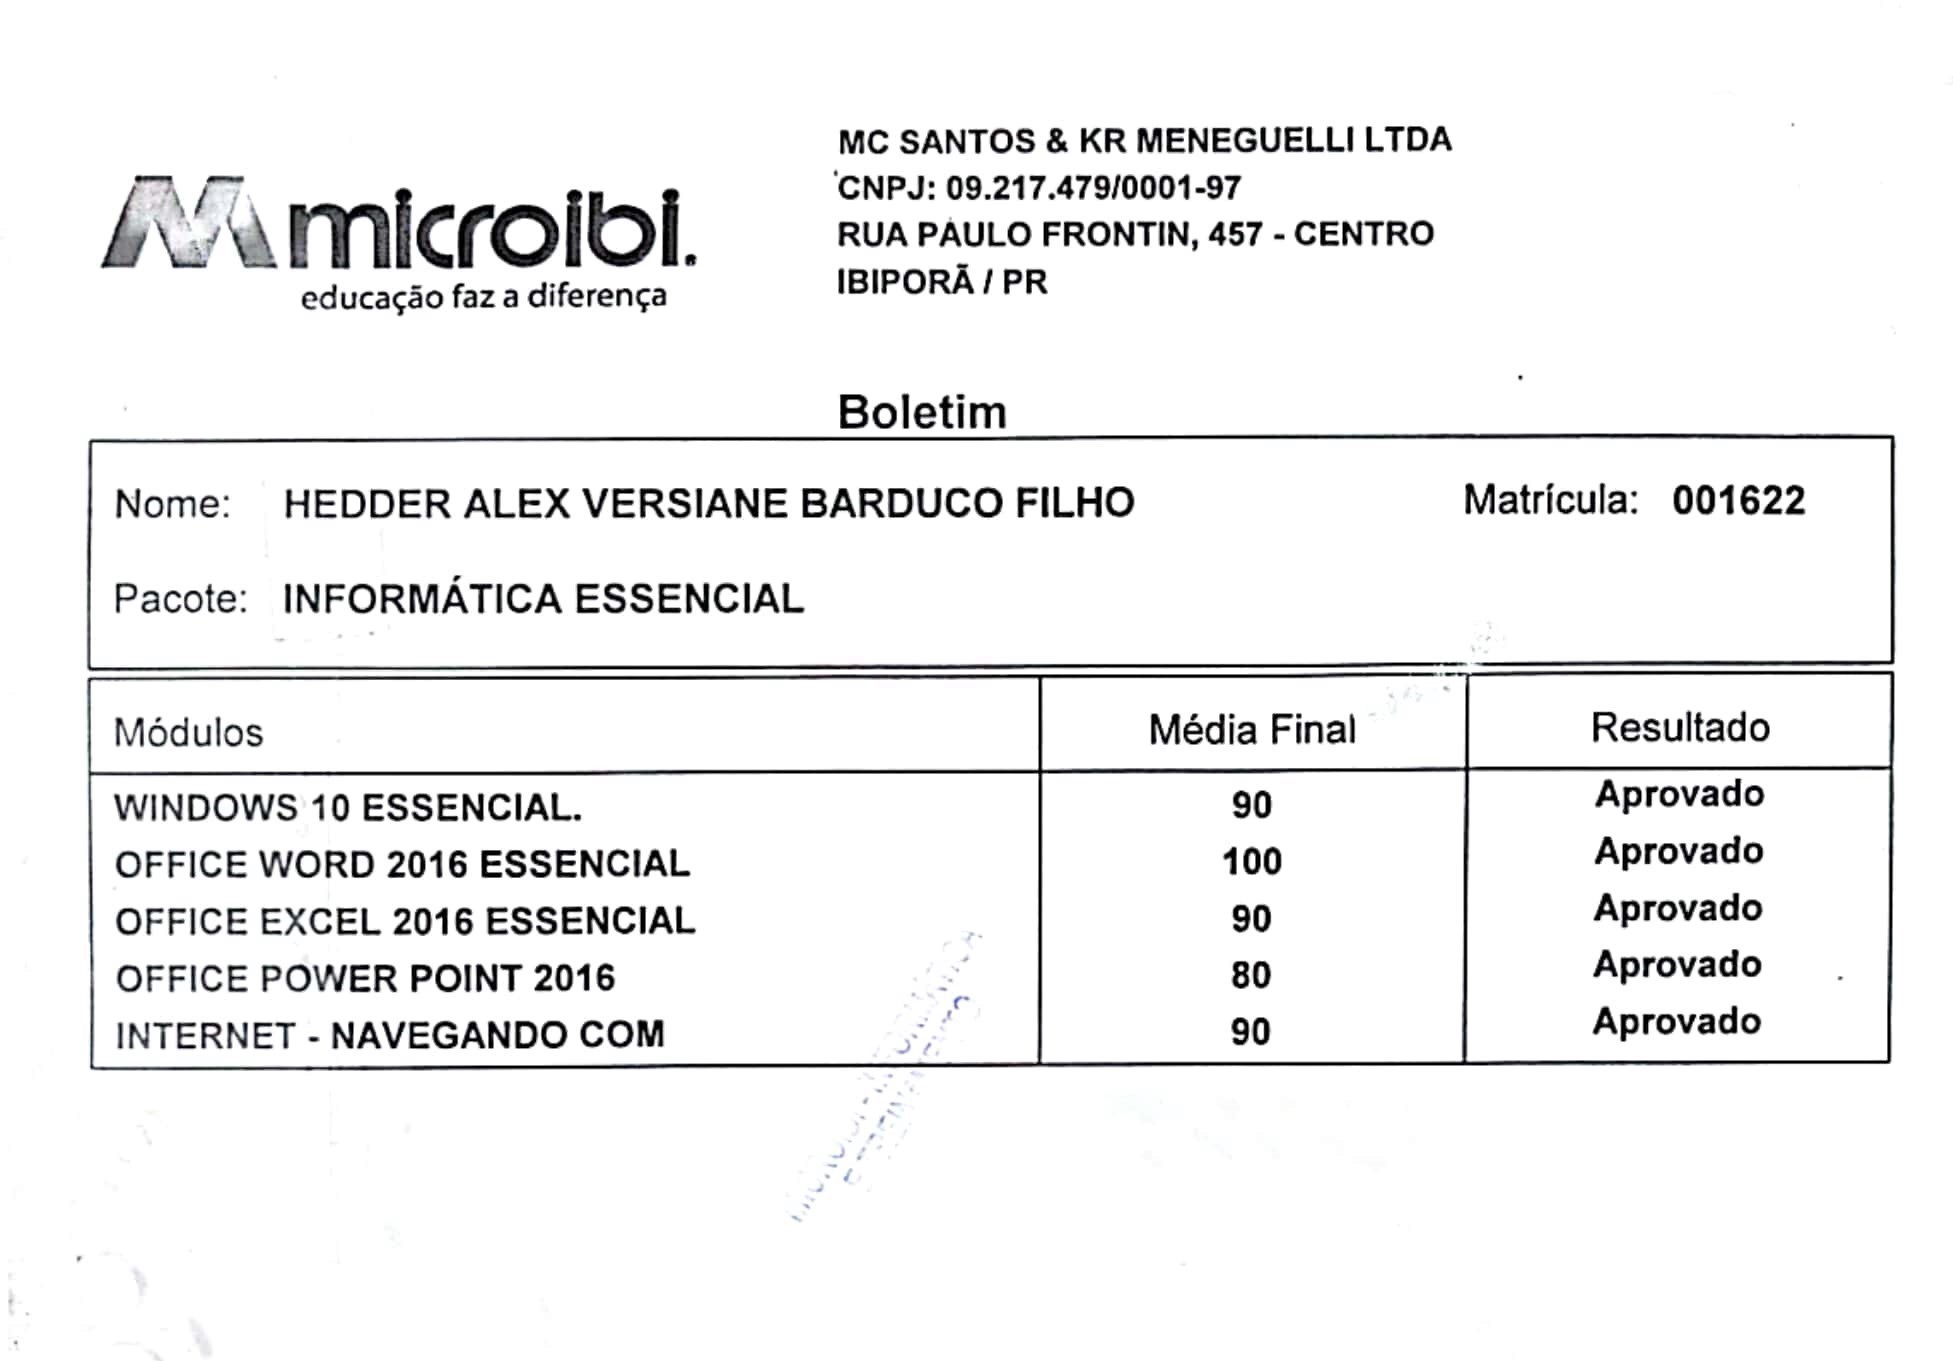 microibi.
educação faz a diferença
MC SANTOS & KR MENEGUELLI LTDA
CNPJ: 09.217.479/0001-97
RUA PAULO FRONTIN, 457 - CENTRO
IBIPORÃ / PR
Boletim
Nome: HEDDER ALEX VERSIANE BARDUCO FILHO Matrícula: 001622
Pacote: INFORMÁTICA ESSENCIAL
Módulos Média Final Resultado
WINDOWS 10 ESSENCIAL. 90 Aprovado
OFFICE WORD 2016 ESSENCIAL 100 Aprovado
OFFICE EXCEL 2016 ESSENCIAL 90 Aprovado
OFFICE POWER POINT 2016 80 Aprovado
INTERNET - NAVEGANDO COM 90 Aprovado